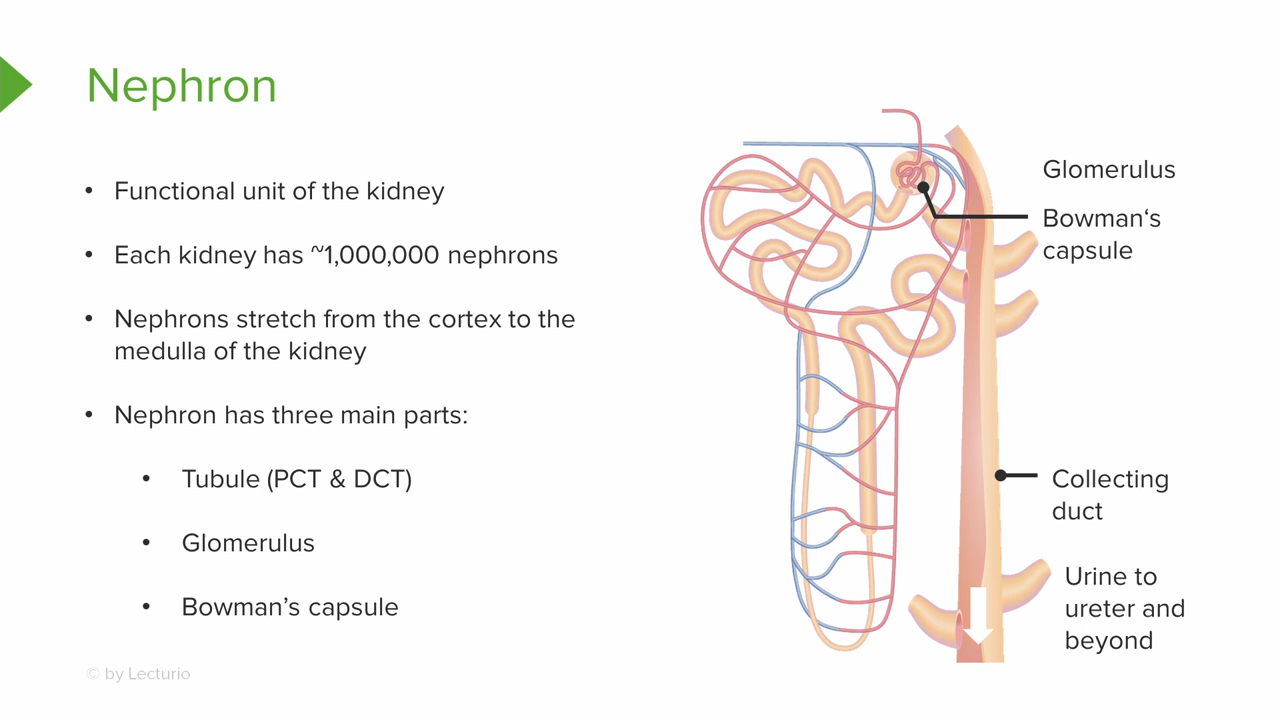 Nephron
• Functional unit of the kidney
• Each kidney has ~1,000,000 nephrons
• Nephrons stretch from the cortex to the
medulla of the kidney
• Nephron has three main parts:
• Tubule (PCT & DCT)
• Glomerulus
• Bowman’s capsule
Glomerulus
Bowman‘s
capsule
Collecting
duct
Urine to
ureter and
beyond
© by Lecturio